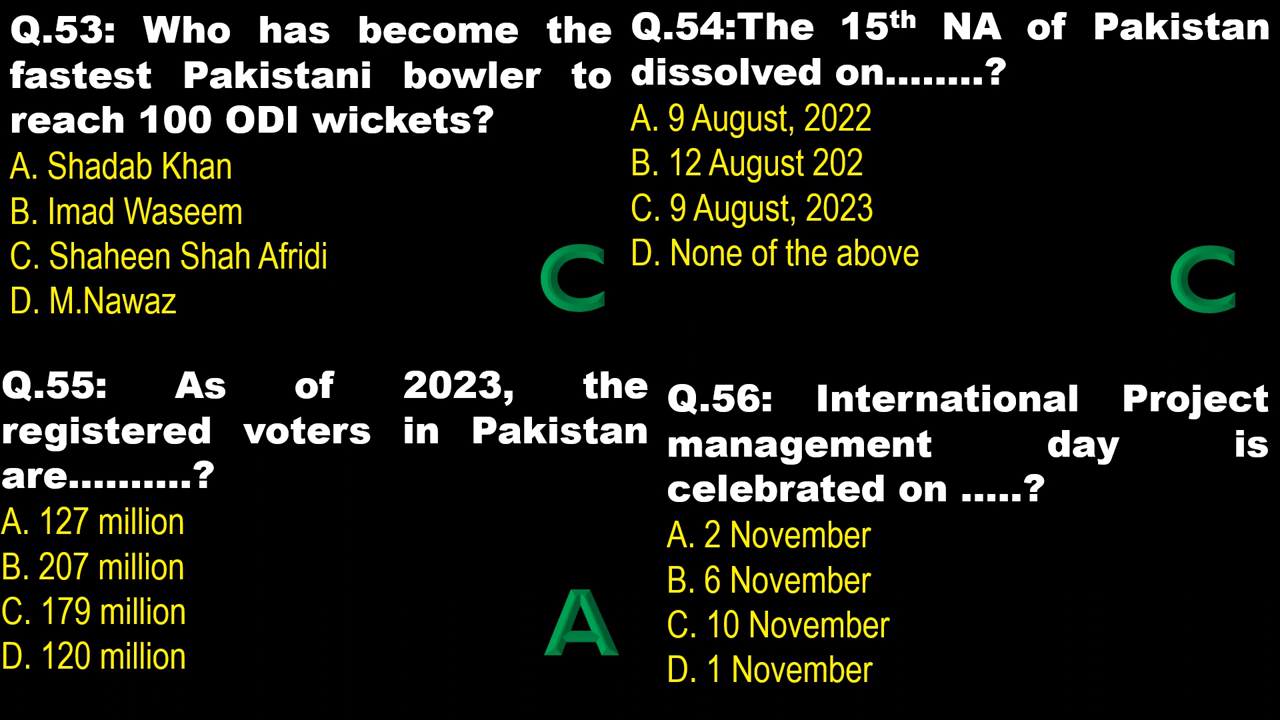 Q.53: Who has become the
fastest Pakistani bowler to
reach 100 ODI wickets?
A. Shadab Khan
B. Imad Waseem
C. Shaheen Shah Afridi
D. M.Nawaz
C
Q.54:The 15th NA of Pakistan
dissolved on........?
A. 9 August, 2022
B. 12 August 202
C. 9 August, 2023
D. None of the above
C
Q.55: As of 2023, the
registered voters in Pakistan
are..........?
A. 127 million
B. 207 million
C. 179 million
D. 120 million
A
Q.56: International Project
management day is
celebrated on .....?
A. 2 November
B. 6 November
C. 10 November
D. 1 November